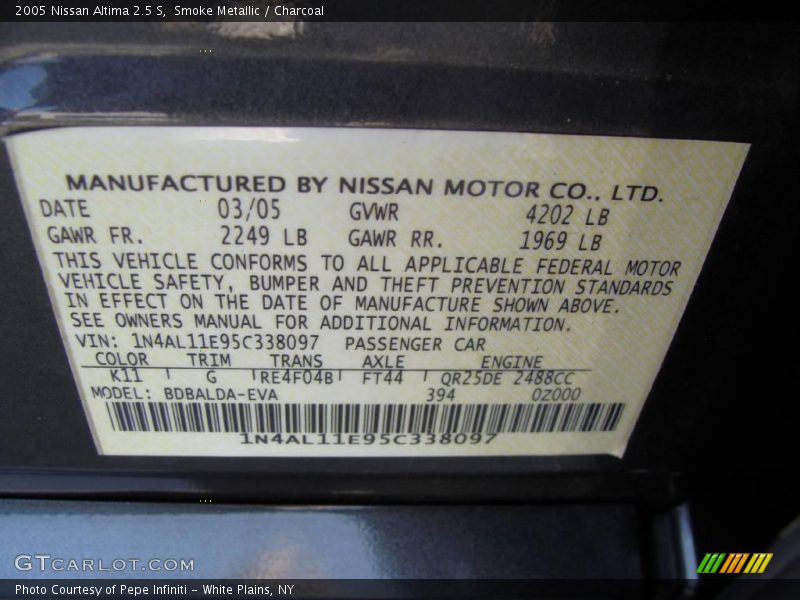 2005 Nissan Altima 2.5 S, Smoke Metallic / Charcoal
MANUFACTURED BY NISSAN MOTOR CO., LTD.
DATE 03/05 GVWR 4202 LB
GAWR FR. 2249 LB GAWR RR. 1969 LB
THIS VEHICLE CONFORMS TO ALL APPLICABLE FEDERAL MOTOR
VEHICLE SAFETY, BUMPER AND THEFT PREVENTION STANDARDS
IN EFFECT ON THE DATE OF MANUFACTURE SHOWN ABOVE.
SEE OWNERS MANUAL FOR ADDITIONAL INFORMATION.
VIN: 1N4AL11E95C338097 PASSENGER CAR
COLOR TRIM TRANS AXLE ENGINE
K11 G RE4F04B FT44 QR25DE 2488CC
MODEL: BDBALDA-EVA 394 0Z000
1N4AL11E95C338097
GTCARLOT.COM
Photo Courtesy of Pepe Infiniti - White Plains, NY